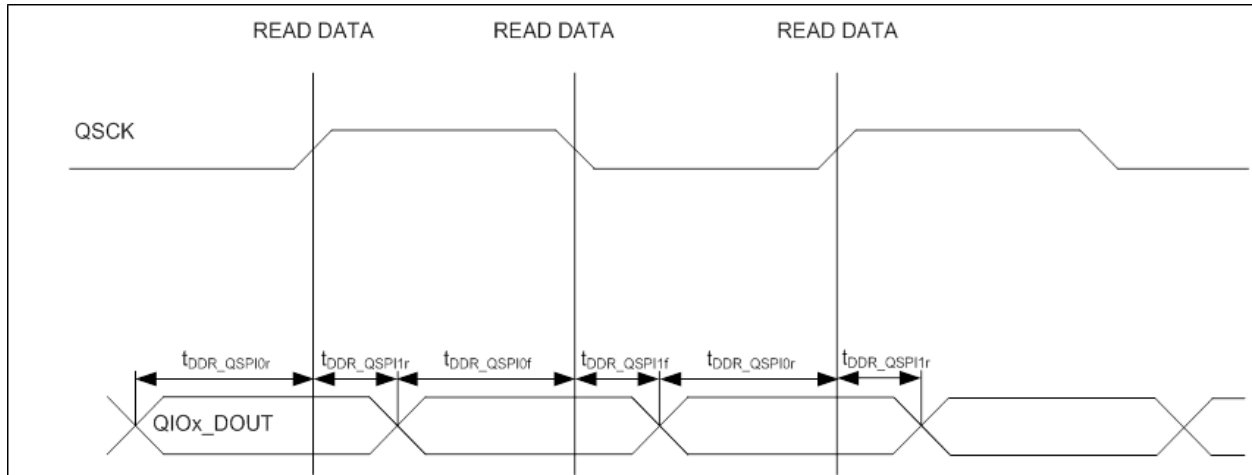 READ DATA READ DATA READ DATA
QSCK
tDDR_QSPI0r tDDR_QSPI1r tDDR_QSPI0f tDDR_QSPI1f tDDR_QSPI0r tDDR_QSPI1r
QIOx_DOUT